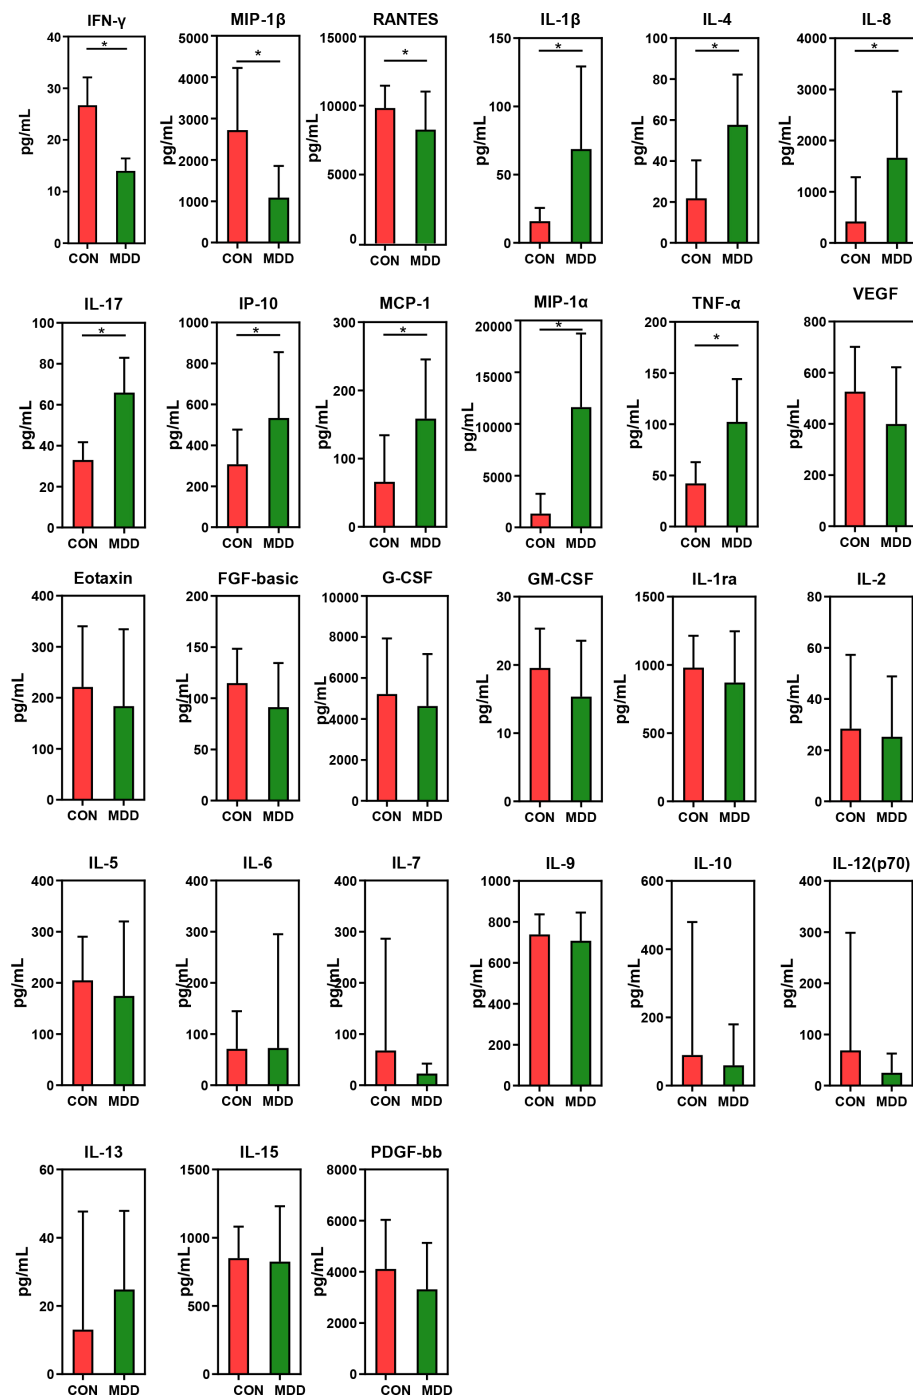 IFN-γ MIP-1β RANTES IL-1β IL-4 IL-8
pg/mL 40 30 20 10 0 * CON MDD
pg/mL 5000 4000 3000 2000 1000 0 * CON MDD
pg/mL 15000 10000 5000 0 * CON MDD
pg/mL 150 100 50 0 * CON MDD
pg/mL 100 80 60 40 20 0 * CON MDD
pg/mL 4000 3000 2000 1000 0 * CON MDD
IL-17 IP-10 MCP-1 MIP-1α TNF-α VEGF
pg/mL 100 80 60 40 20 0 * CON MDD
pg/mL 1000 800 600 400 200 0 * CON MDD
pg/mL 300 200 100 0 * CON MDD
pg/mL 20000 15000 10000 5000 0 * CON MDD
pg/mL 200 150 100 50 0 * CON MDD
pg/mL 800 600 400 200 0 CON MDD
Eotaxin FGF-basic G-CSF GM-CSF IL-1ra IL-2
pg/mL 400 300 200 100 0 CON MDD
pg/mL 200 150 100 50 0 CON MDD
pg/mL 10000 8000 6000 4000 2000 0 CON MDD
pg/mL 30 20 10 0 CON MDD
pg/mL 1500 1000 500 0 CON MDD
pg/mL 80 60 40 20 0 CON MDD
IL-5 IL-6 IL-7 IL-9 IL-10 IL-12(p70)
pg/mL 400 300 200 100 0 CON MDD
pg/mL 400 300 200 100 0 CON MDD
pg/mL 400 300 200 100 0 CON MDD
pg/mL 1000 800 600 400 200 0 CON MDD
pg/mL 600 400 200 0 CON MDD
pg/mL 400 300 200 100 0 CON MDD
IL-13 IL-15 PDGF-bb
pg/mL 60 40 20 0 CON MDD
pg/mL 1500 1000 500 0 CON MDD
pg/mL 8000 6000 4000 2000 0 CON MDD